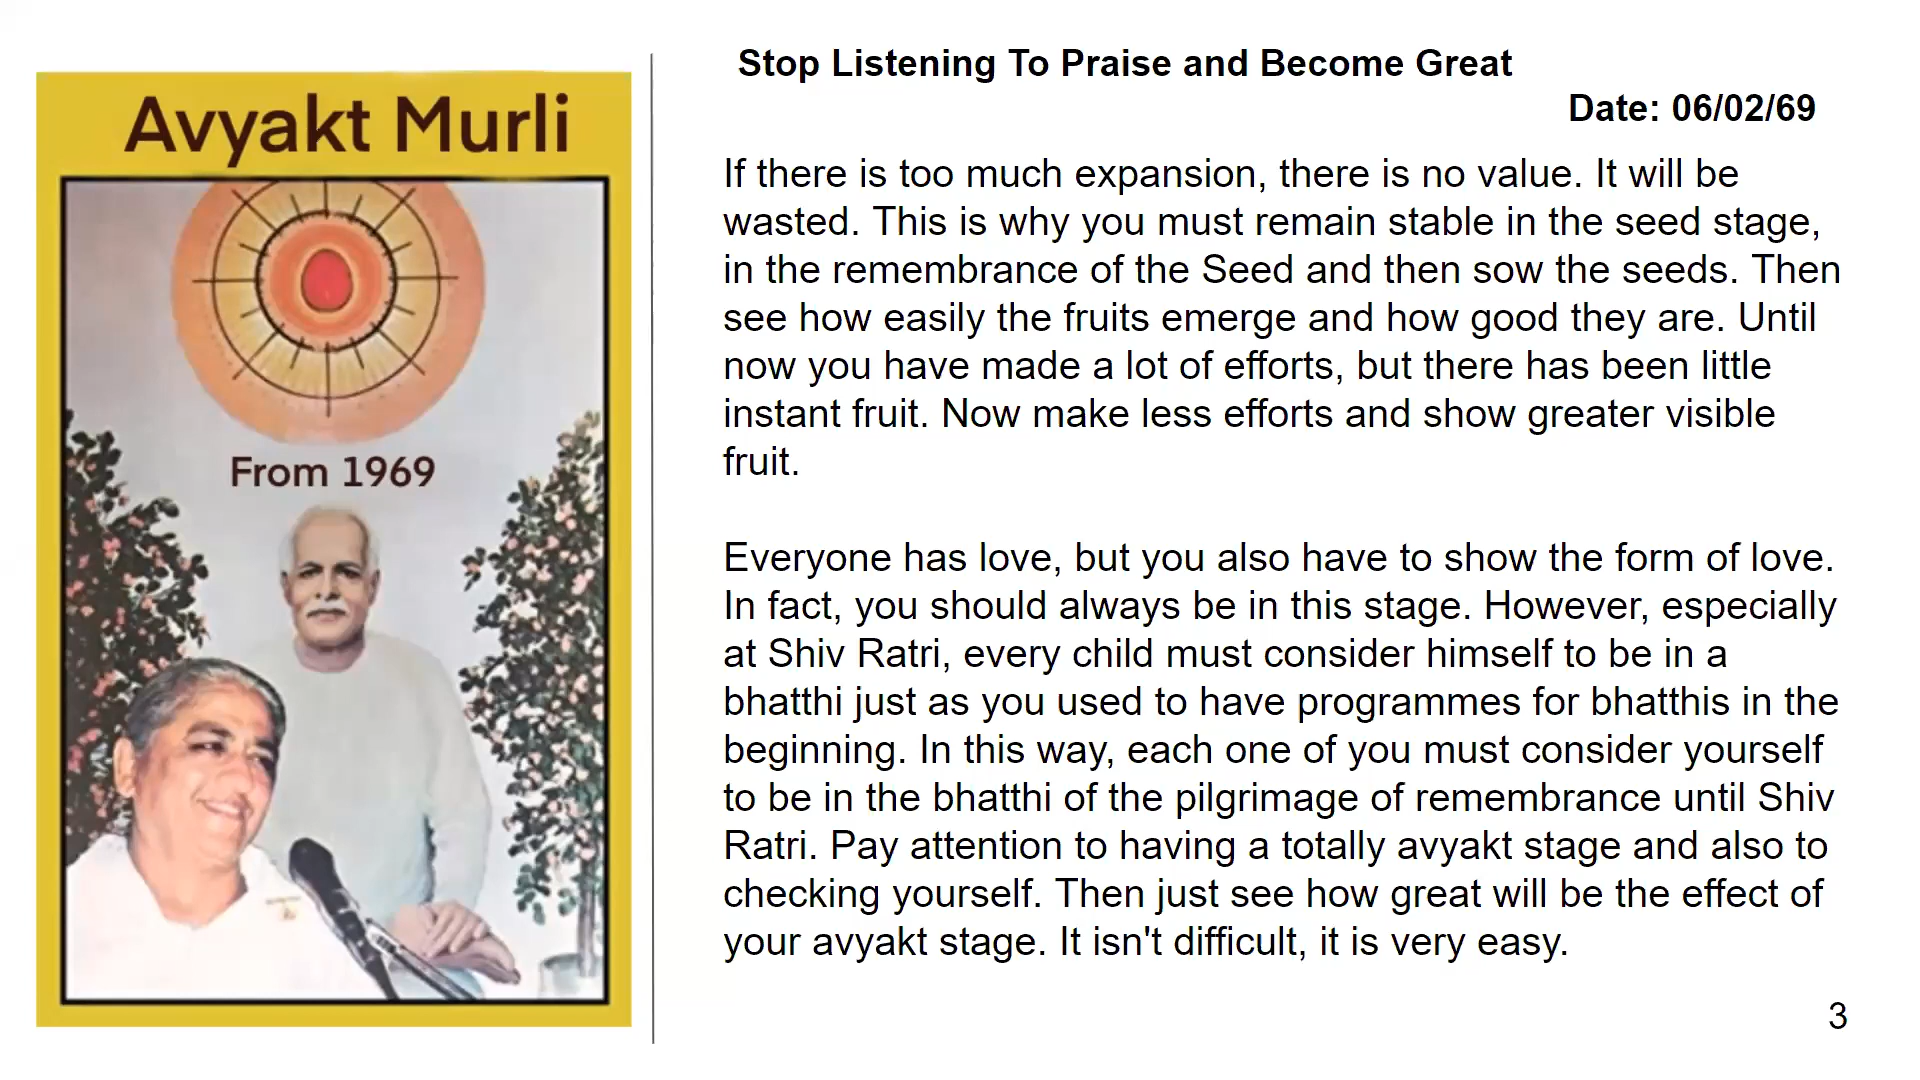 Avyakt Murli
From 1969
Stop Listening To Praise and Become Great
Date: 06/02/69
If there is too much expansion, there is no value. It will be
wasted. This is why you must remain stable in the seed stage,
in the remembrance of the Seed and then sow the seeds. Then
see how easily the fruits emerge and how good they are. Until
now you have made a lot of efforts, but there has been little
instant fruit. Now make less efforts and show greater visible
fruit.
Everyone has love, but you also have to show the form of love.
In fact, you should always be in this stage. However, especially
at Shiv Ratri, every child must consider himself to be in a
bhatthi just as you used to have programmes for bhatthis in the
beginning. In this way, each one of you must consider yourself
to be in the bhatthi of the pilgrimage of remembrance until Shiv
Ratri. Pay attention to having a totally avyakt stage and also to
checking yourself. Then just see how great will be the effect of
your avyakt stage. It isn't difficult, it is very easy.
3